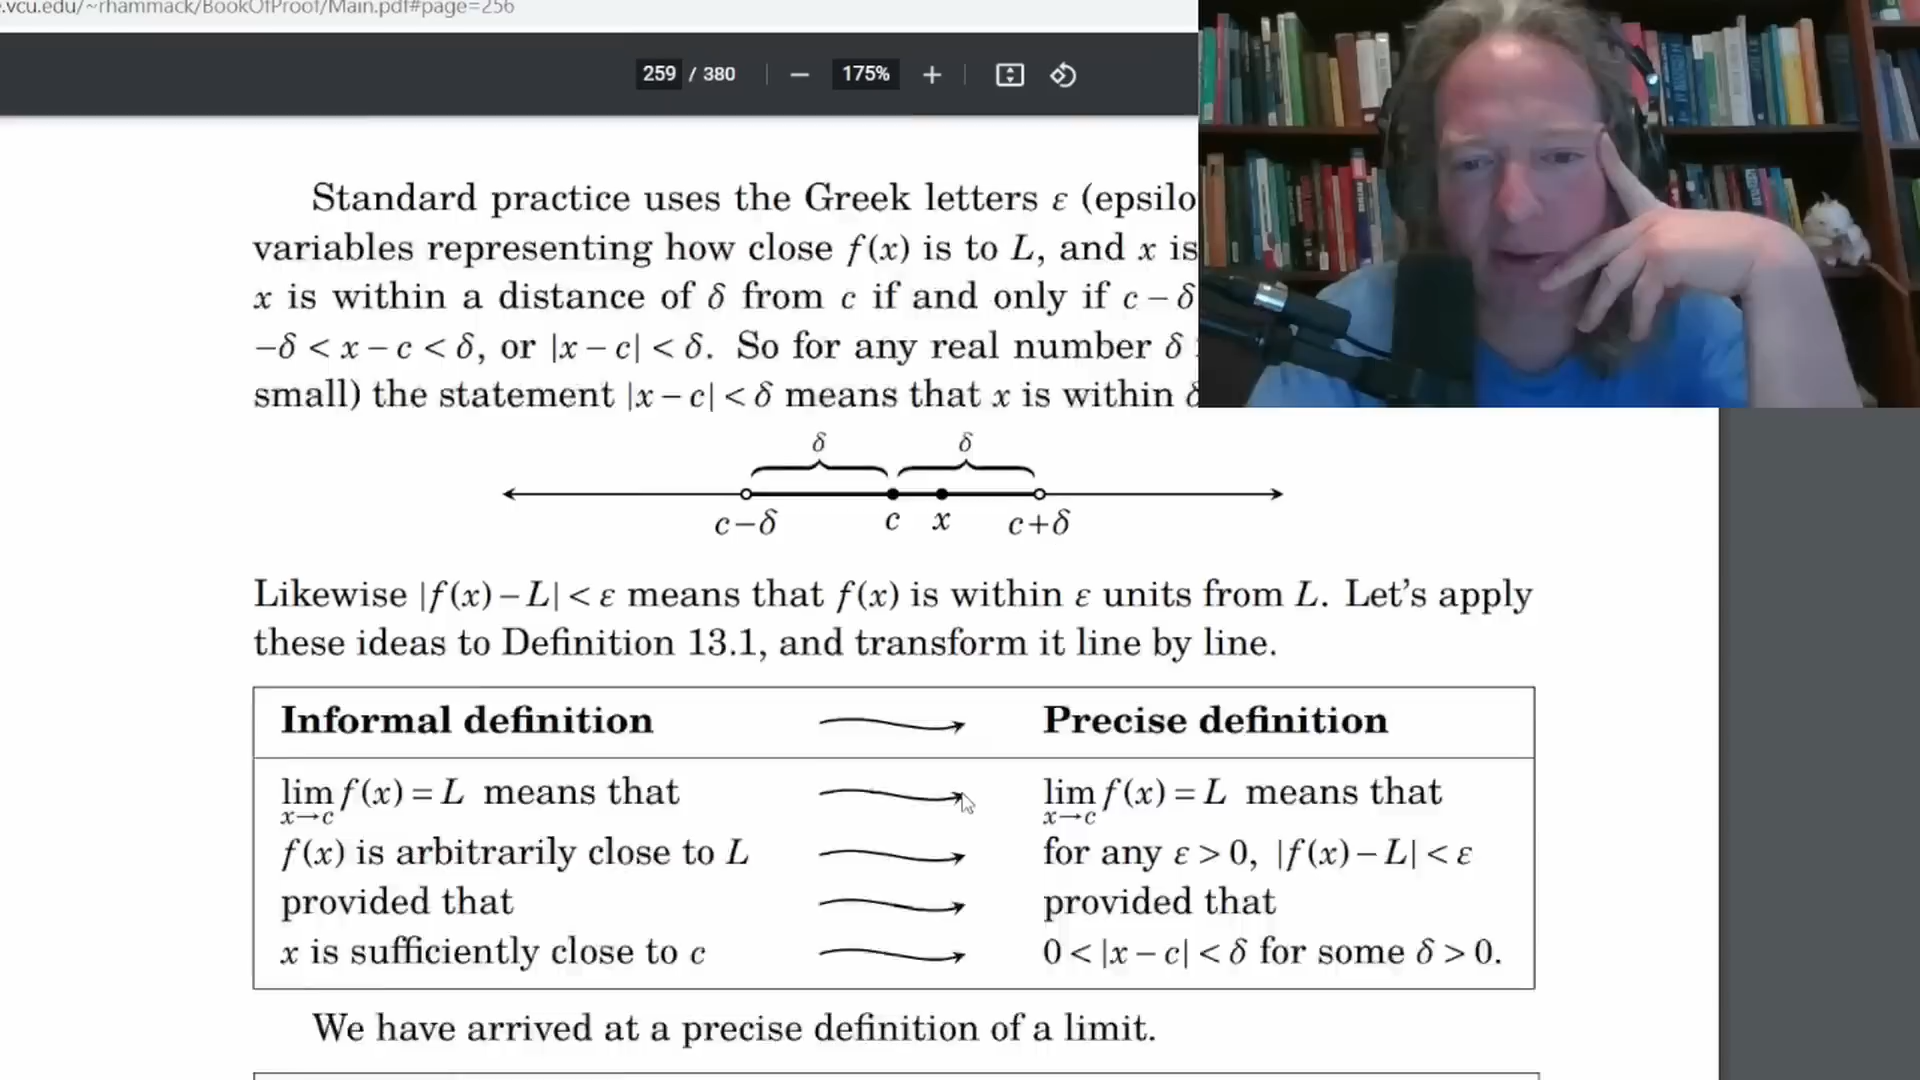 .vcu.edu/~rhammack/BookOfProof/Main.pdf#page=256
259 / 380 − 175% +
Standard practice uses the Greek letters ε (epsilo
variables representing how close f(x) is to L, and x is
x is within a distance of δ from c if and only if c − δ
−δ < x − c < δ, or |x − c| < δ. So for any real number δ
small) the statement |x − c| < δ means that x is within δ
δ δ
c−δ c x c+δ
Likewise |f(x) − L| < ε means that f(x) is within ε units from L. Let's apply
these ideas to Definition 13.1, and transform it line by line.
Informal definition → Precise definition
lim f(x) = L means that → lim f(x) = L means that
x→c x→c
f(x) is arbitrarily close to L → for any ε > 0, |f(x) − L| < ε
provided that → provided that
x is sufficiently close to c → 0 < |x − c| < δ for some δ > 0.
We have arrived at a precise definition of a limit.